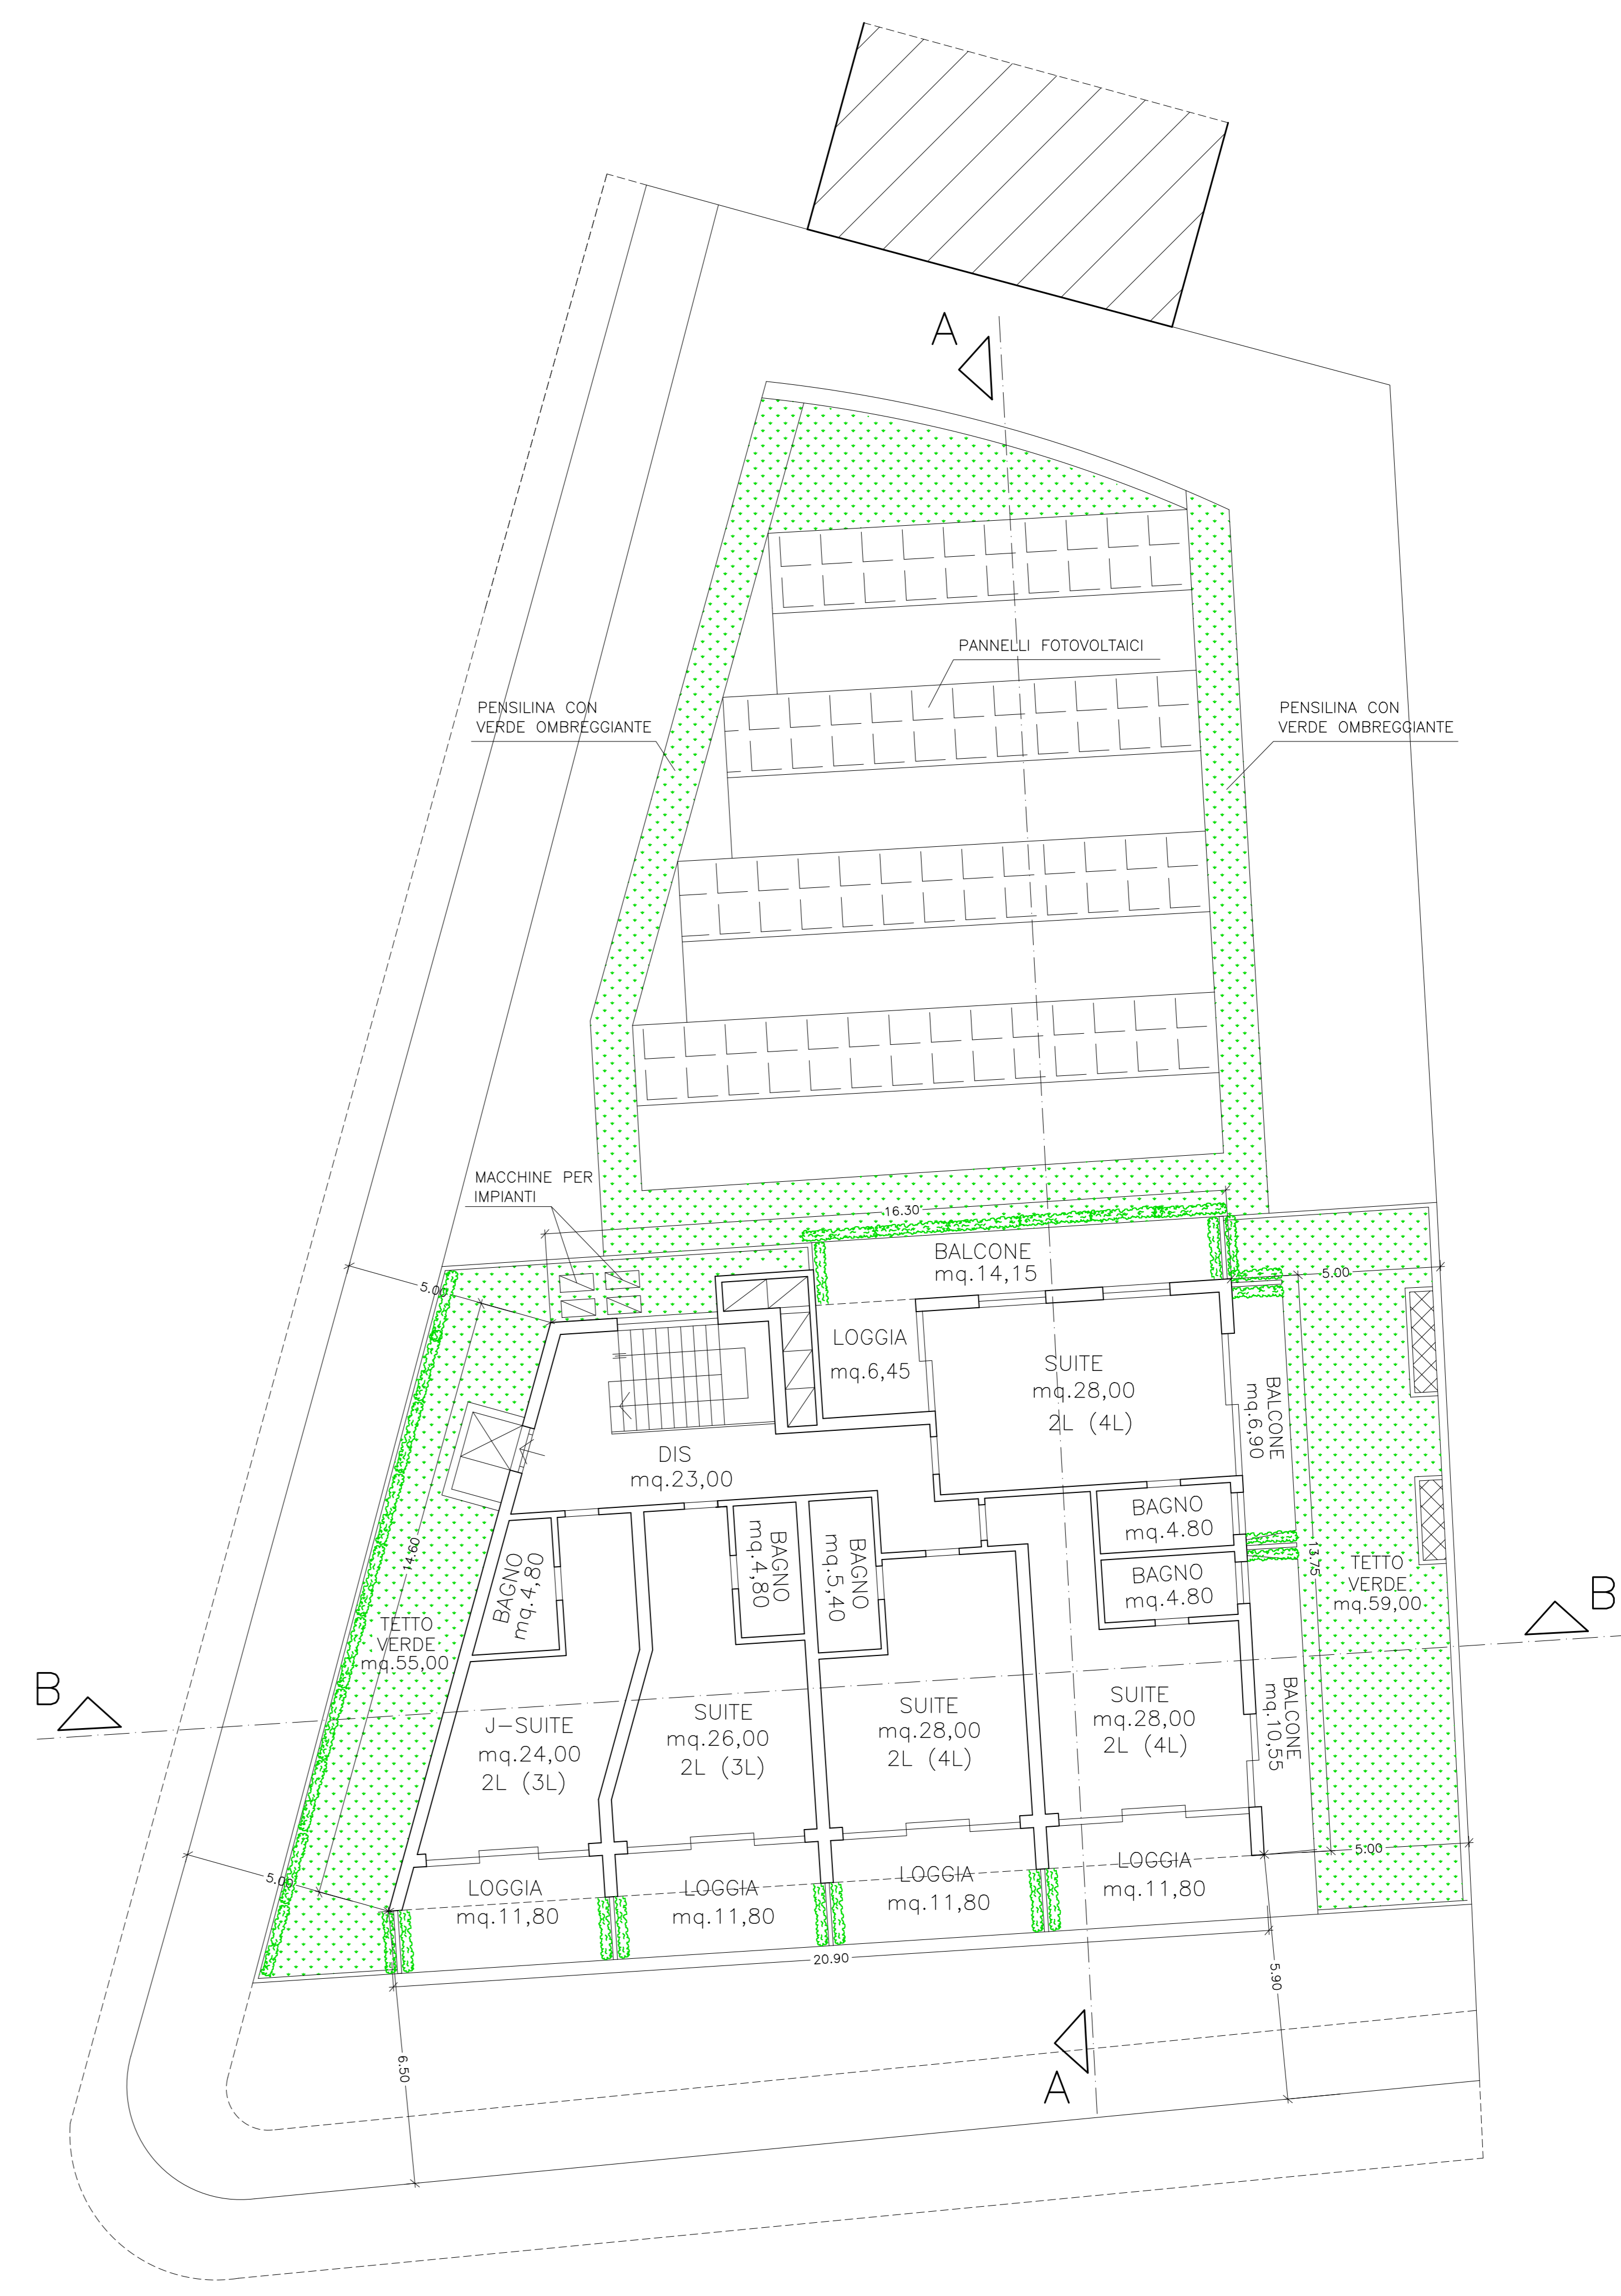 A
PANNELLI FOTOVOLTAICI
PENSILINA CON
VERDE OMBREGGIANTE
PENSILINA CON
VERDE OMBREGGIANTE
MACCHINE PER
IMPIANTI
16.30
BALCONE
mq.14,15
5.00
5.00
LOGGIA
mq.6,45
SUITE
mq.28,00
2L (4L)
BALCONE
mq.6,90
DIS
mq.23,00
14.60
BAGNO
mq.4,80
BAGNO
mq.4,80
BAGNO
mq.5,40
BAGNO
mq.4.80
BAGNO
mq.4.80
13.75
TETTO
VERDE
mq.59,00
B
TETTO
VERDE
mq.55,00
B
J-SUITE
mq.24,00
2L (3L)
SUITE
mq.26,00
2L (3L)
SUITE
mq.28,00
2L (4L)
SUITE
mq.28,00
2L (4L)
BALCONE
mq.10,55
5.00
5.00
LOGGIA
mq.11,80
LOGGIA
mq.11,80
LOGGIA
mq.11,80
LOGGIA
mq.11,80
20.90
5.90
6.50
A